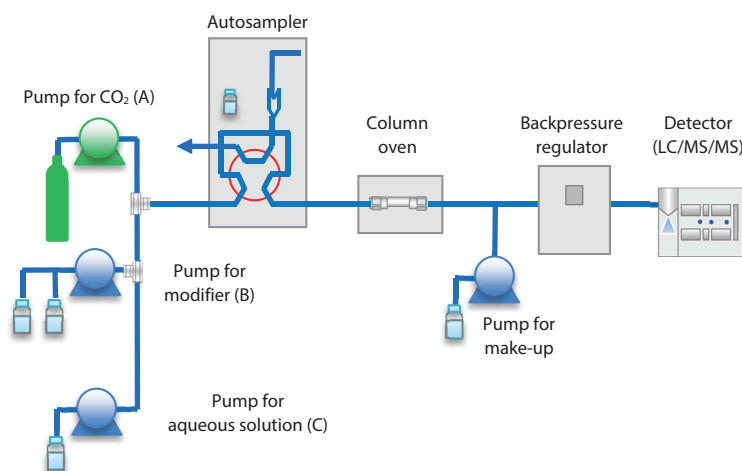 Autosampler
Pump for CO₂ (A)
Column
oven
Backpressure
regulator
Detector
(LC/MS/MS)
Pump for
modifier (B)
Pump for
make-up
Pump for
aqueous solution (C)